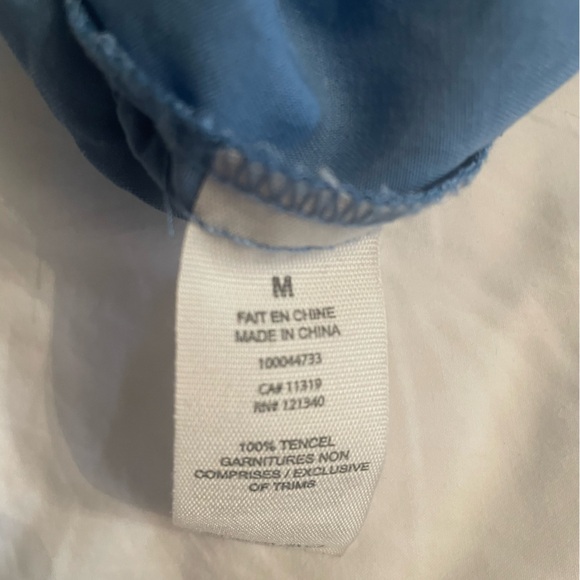 M
FAIT EN CHINE
MADE IN CHINA
100044733
CA# 11319
RN# 121340
100% TENCEL
GARNITURES NON
COMPRISES / EXCLUSIVE
OF TRIMS